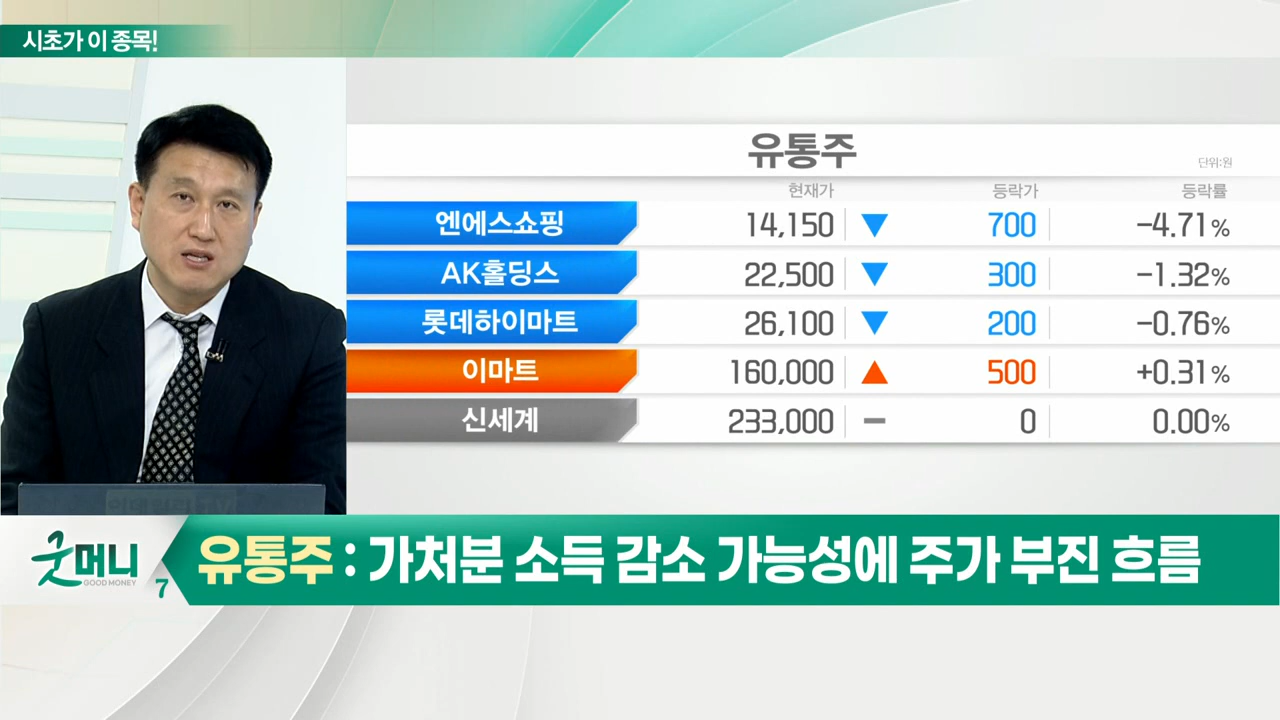 시초가 이 종목!
유통주
단위:원
현재가 등락가 등락률
엔에스쇼핑 14,150 ▼ 700 -4.71%
AK홀딩스 22,500 ▼ 300 -1.32%
롯데하이마트 26,100 ▼ 200 -0.76%
이마트 160,000 ▲ 500 +0.31%
신세계 233,000 - 0 0.00%
굿머니
GOOD MONEY
7
유통주 : 가처분 소득 감소 가능성에 주가 부진 흐름